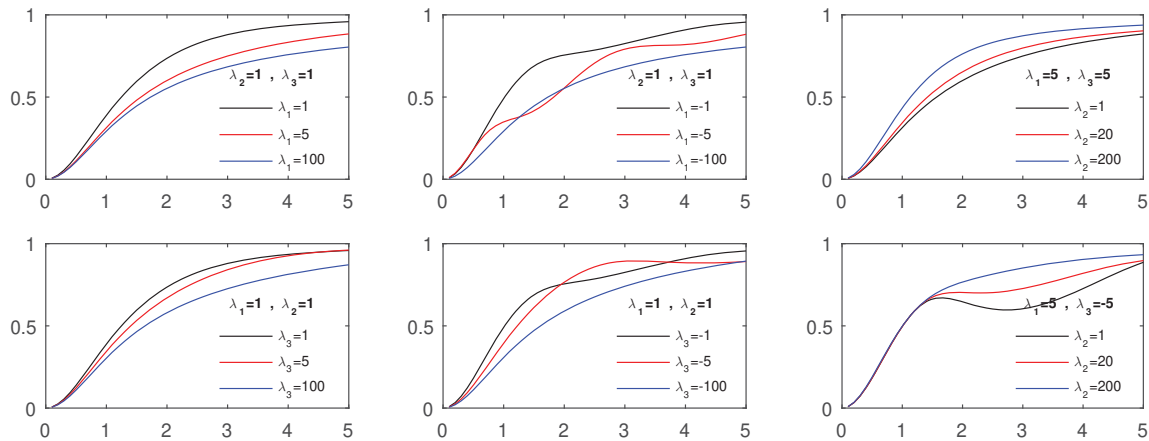 1
0.5
0
0 1 2 3 4 5
λ2=1 , λ3=1
λ1=1
λ1=5
λ1=100
1
0.5
0
0 1 2 3 4 5
λ2=1 , λ3=1
λ1=-1
λ1=-5
λ1=-100
1
0.5
0
0 1 2 3 4 5
λ1=5 , λ3=5
λ2=1
λ2=20
λ2=200
1
0.5
0
0 1 2 3 4 5
λ1=1 , λ2=1
λ3=1
λ3=5
λ3=100
1
0.5
0
0 1 2 3 4 5
λ1=1 , λ2=1
λ3=-1
λ3=-5
λ3=-100
1
0.5
0
0 1 2 3 4 5
λ1=5 , λ3=-5
λ2=1
λ2=20
λ2=200